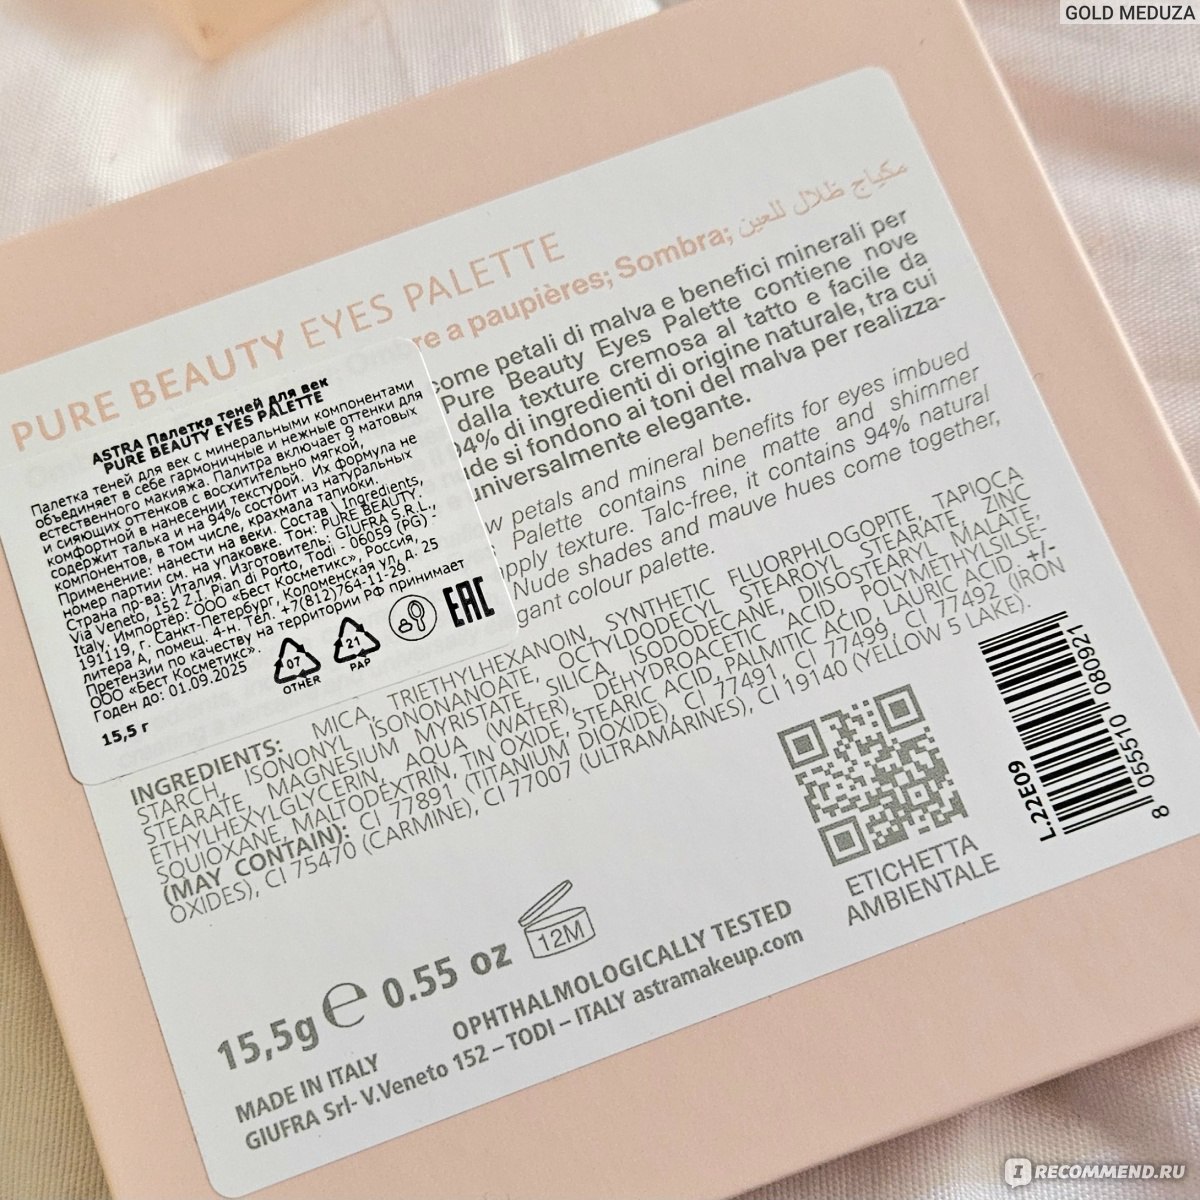 GOLD MEDUZA
PURE BEAUTY EYES PALETTE
re a paupières; Sombra; مكياج ظلال للعين
come petali di malva e benefici minerali per
Pure Beauty Eyes Palette contiene nove
dalla texture cremosa al tatto e facile da
94% di ingredienti di origine naturale, tra cui
de si fondono ai toni del malva per realizza-
universalmente elegante.
w petals and mineral benefits for eyes imbued
Palette contains nine matte and shimmer
pply texture. Talc-free, it contains 94% natural
Nude shades and mauve hues come together,
gant colour palette.
ASTRA Палетка теней для век
PURE BEAUTY EYES PALETTE
Палетка теней для век с минеральными компонентами
объединяет в себе гармоничные и нежные оттенки для
естественного макияжа. Палитра включает 9 матовых
и сияющих оттенков с восхитительно мягкой,
комфортной в нанесении текстурой. Их формула не
содержит талька и на 94% состоит из натуральных
компонентов, в том числе, крахмала тапиоки.
Применение: нанести на веки. Состав \ Ingredients,
номер партии см. на упаковке. Тон: PURE BEAUTY;
Страна пр-ва: Италия. Изготовитель: GIUFRA S.R.L.,
Via Veneto, 152 Z.I. Pian di Porto, Todi - 06059 (PG) -
Italy. Импортёр: ООО «Бест Косметикс», Россия,
191119, г. Санкт-Петербург, Коломенская ул., д. 25
литера А, помещ. 4-н. Тел. +7(812)764-11-29.
Претензии по качеству на территории РФ принимает
ООО «Бест Косметикс».
Годен до: 01.09.2025
15,5 г
07
OTHER
21
PAP
EAC
INGREDIENTS: MICA, TRIETHYLHEXANOIN, SYNTHETIC FLUORPHLOGOPITE, TAPIOCA
STARCH, ISONONYL ISONONANOATE, OCTYLDODECYL STEAROYL STEARATE, ZINC
STEARATE, MAGNESIUM MYRISTATE, SILICA, ISODODECANE, DIISOSTEARYL MALATE,
ETHYLHEXYLGLYCERIN, AQUA (WATER), DEHYDROACETIC ACID, POLYMETHYLSILSE-
SQUIOXANE, MALTODEXTRIN, TIN OXIDE, STEARIC ACID, PALMITIC ACID, LAURIC ACID. +/-
(MAY CONTAIN): CI 77891 (TITANIUM DIOXIDE), CI 77491, CI 77499, CI 77492 (IRON
OXIDES), CI 75470 (CARMINE), CI 77007 (ULTRAMARINES), CI 19140 (YELLOW 5 LAKE).
L.22E09
8 055510 080921
ETICHETTA
AMBIENTALE
15,5g e 0.55 oz
12M
OPHTHALMOLOGICALLY TESTED
MADE IN ITALY
GIUFRA Srl- V.Veneto 152 – TODI – ITALY astramakeup.com
IRECOMMEND.RU